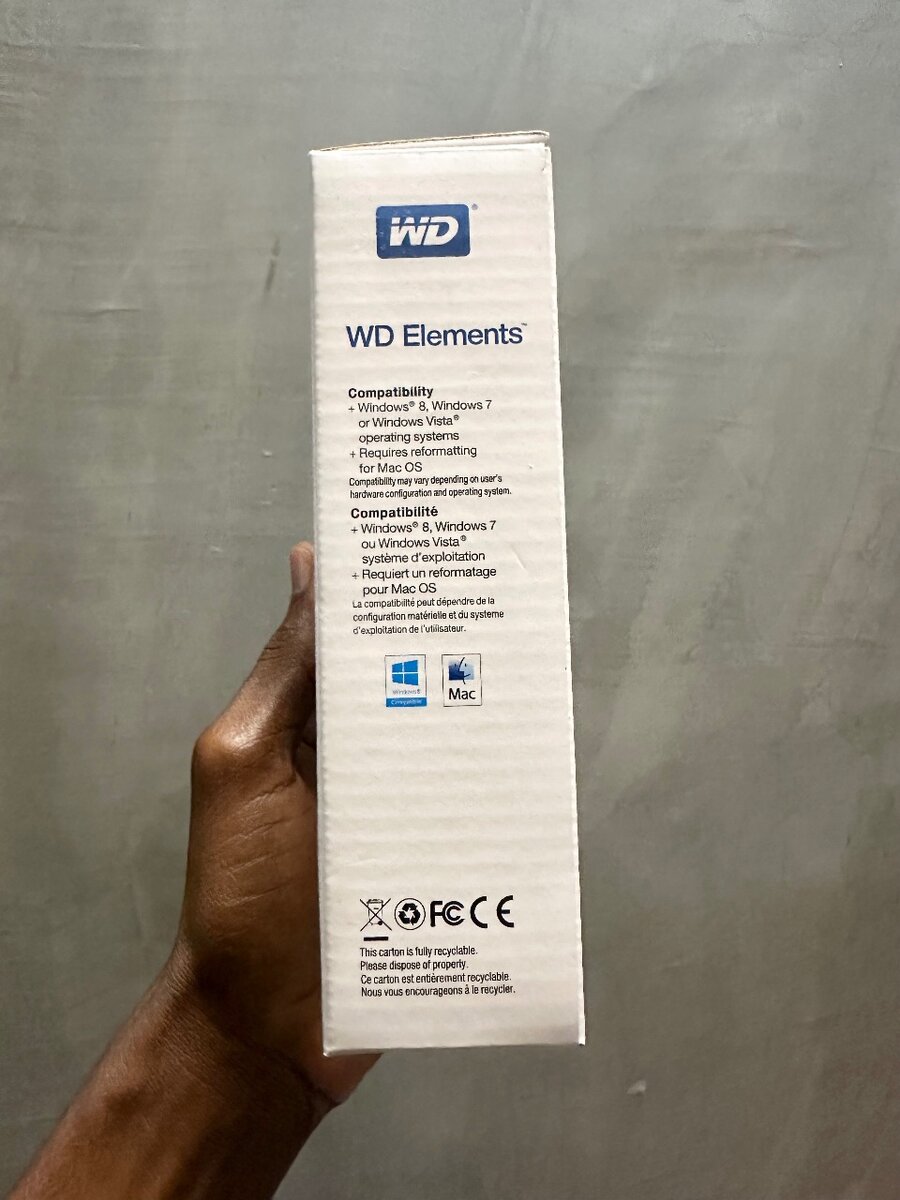 WD®
WD Elements™
Compatibility
+ Windows® 8, Windows 7
or Windows Vista®
operating systems
+ Requires reformatting
for Mac OS
Compatibility may vary depending on user's
hardware configuration and operating system.
Compatibilité
+ Windows® 8, Windows 7
ou Windows Vista®
système d'exploitation
+ Requiert un reformatage
pour Mac OS
La compatibilité peut dépendre de la
configuration matérielle et du systeme
d'exploitation de l'utilisateur.
Windows®
Compatible
Mac
FC CE
This carton is fully recyclable.
Please dispose of properly.
Ce carton est entièrement recyclable.
Nous vous encourageons à le recycler.